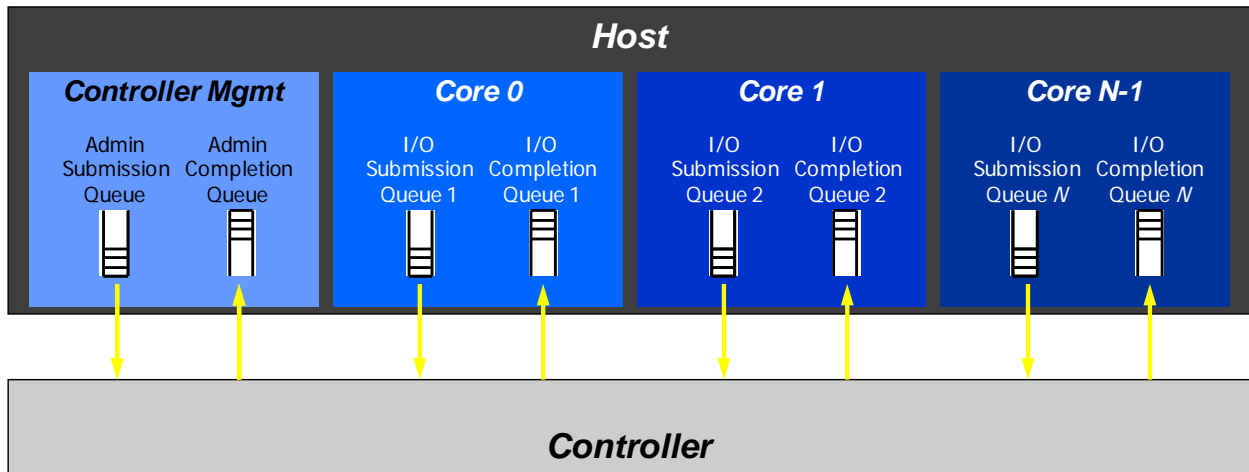 Host
Controller Mgmt
Admin
Submission
Queue
Admin
Completion
Queue
Core 0
I/O
Submission
Queue 1
I/O
Completion
Queue 1
Core 1
I/O
Submission
Queue 2
I/O
Completion
Queue 2
Core N-1
I/O
Submission
Queue N
I/O
Completion
Queue N
Controller